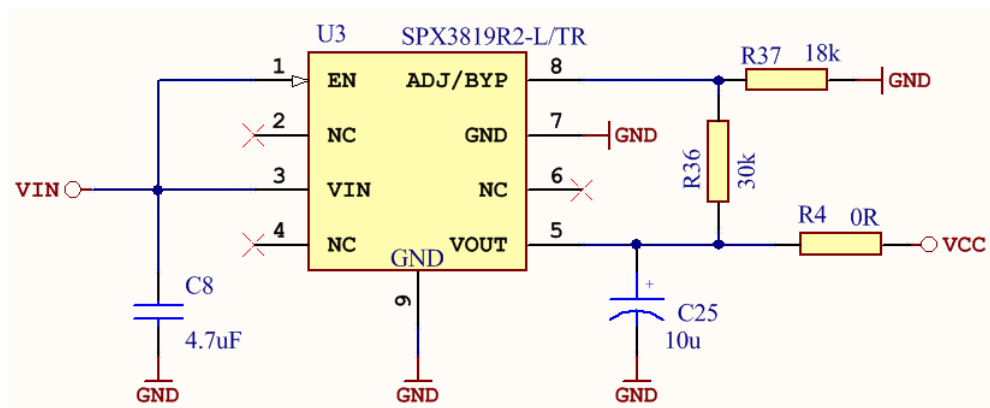 U3 SPX3819R2-L/TR
R37 18k
1 EN ADJ/BYP 8
GND
2 NC GND 7 GND
R36 30k
VIN 3 VIN NC 6
4 NC VOUT 5
R4 0R
VCC
GND
9
C8
4.7uF
+
C25
10u
GND
GND
GND